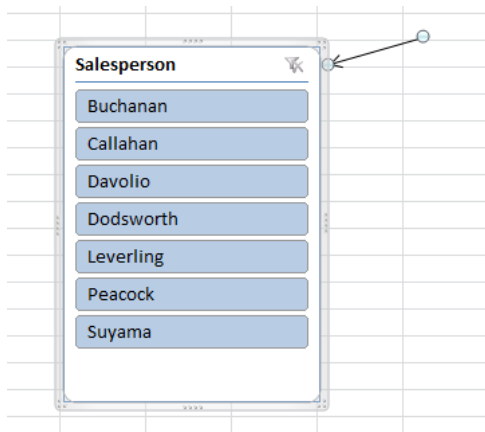 Salesperson
Buchanan
Callahan
Davolio
Dodsworth
Leverling
Peacock
Suyama